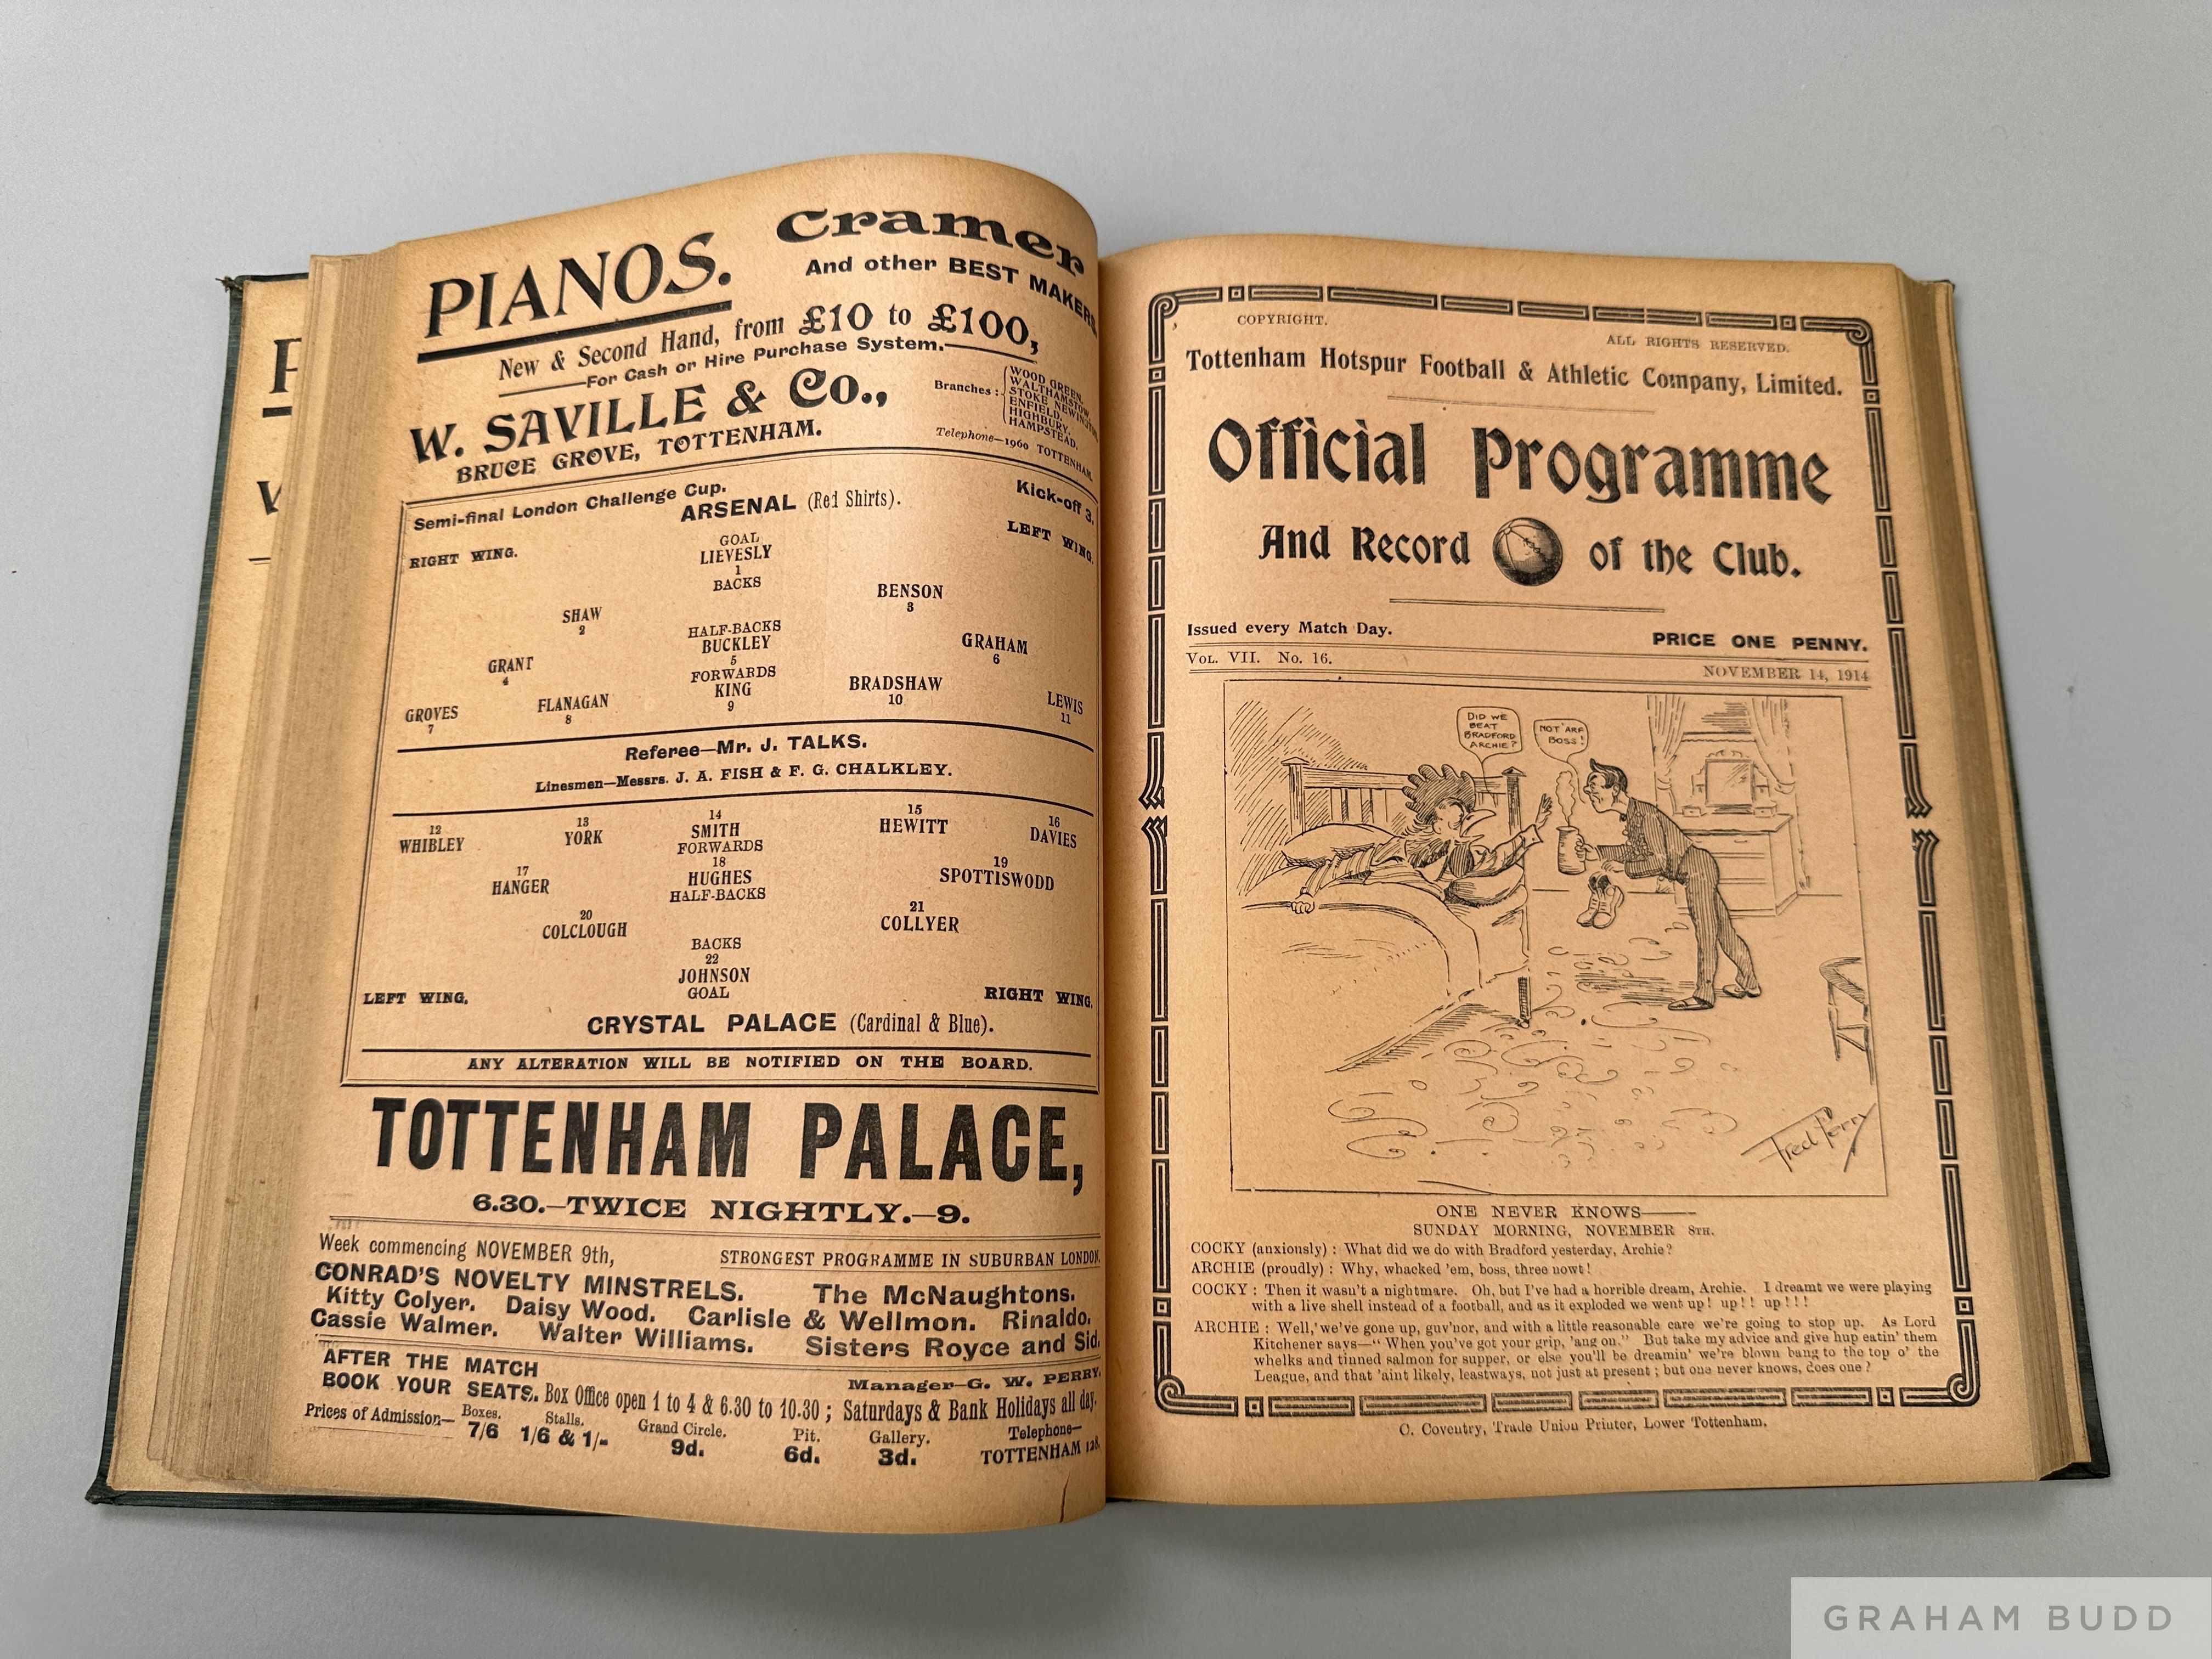 PIANOS. Cramer
And other BEST MAKERS
New & Second Hand, from £10 to £100,
For Cash or Hire Purchase System.
W. SAVILLE & Co.,
BRUCE GROVE, TOTTENHAM.
Branches: WOOD GREEN.
WALTHAMSTOW.
STOKE NEWINGTON
ENFIELD.
HIGHBURY.
HAMPSTEAD.
Telephone—1960 TOTTENHAM.
Semi-final London Challenge Cup. Kick-off 3.
ARSENAL (Red Shirts).
RIGHT WING. LEFT WING.
GOAL
LIEVESLY
1
BACKS
SHAW BENSON
2 3
HALF-BACKS
BUCKLEY
GRANT GRAHAM
4 5 6
FORWARDS
GROVES FLANAGAN KING BRADSHAW LEWIS
7 8 9 10 11
Referee—Mr. J. TALKS.
Linesmen—Messrs. J. A. FISH & F. G. CHALKLEY.
12 13 14 15 16
WHIBLEY YORK SMITH HEWITT DAVIES
FORWARDS
17 18 19
HANGER HUGHES SPOTTISWODD
HALF-BACKS
20 21
COLCLOUGH COLLYER
BACKS
22
JOHNSON
GOAL
LEFT WING. RIGHT WING.
CRYSTAL PALACE (Cardinal & Blue).
ANY ALTERATION WILL BE NOTIFIED ON THE BOARD.
TOTTENHAM PALACE,
6.30.—TWICE NIGHTLY.—9.
Week commencing NOVEMBER 9th, STRONGEST PROGRAMME IN SUBURBAN LONDON.
CONRAD'S NOVELTY MINSTRELS. The McNaughtons.
Kitty Colyer. Daisy Wood. Carlisle & Wellmon. Rinaldo.
Cassie Walmer. Walter Williams. Sisters Royce and Sid.
AFTER THE MATCH Manager—G. W. PERRY.
BOOK YOUR SEATS. Box Office open 1 to 4 & 6.30 to 10.30; Saturdays & Bank Holidays all day.
Prices of Admission— Boxes. 7/6 Stalls. 1/6 & 1/- Grand Circle. 9d. Pit. 6d. Gallery. 3d. Telephone—
TOTTENHAM 128.
COPYRIGHT. ALL RIGHTS RESERVED.
Tottenham Hotspur Football & Athletic Company, Limited.
Official Programme
And Record of the Club.
Issued every Match Day. PRICE ONE PENNY.
VOL. VII. No. 16. NOVEMBER 14, 1914
DID WE
BEAT
BRADFORD
ARCHIE?
NOT ARF
BOSS!
Fred Perry
ONE NEVER KNOWS——
SUNDAY MORNING, NOVEMBER 8TH.
COCKY (anxiously): What did we do with Bradford yesterday, Archie?
ARCHIE (proudly): Why, whacked 'em, boss, three nowt!
COCKY: Then it wasn't a nightmare. Oh, but I've had a horrible dream, Archie. I dreamt we were playing
with a live shell instead of a football, and as it exploded we went up! up!! up!!!
ARCHIE: Well, we've gone up, guv'nor, and with a little reasonable care we're going to stop up. As Lord
Kitchener says—" When you've got your grip, 'ang on." But take my advice and give hup eatin' them
whelks and tinned salmon for supper, or else you'll be dreamin' we're blown bang to the top o' the
League, and that 'aint likely, leastways, not just at present; but one never knows, does one?
C. Coventry, Trade Union Printer, Lower Tottenham.
GRAHAM BUDD